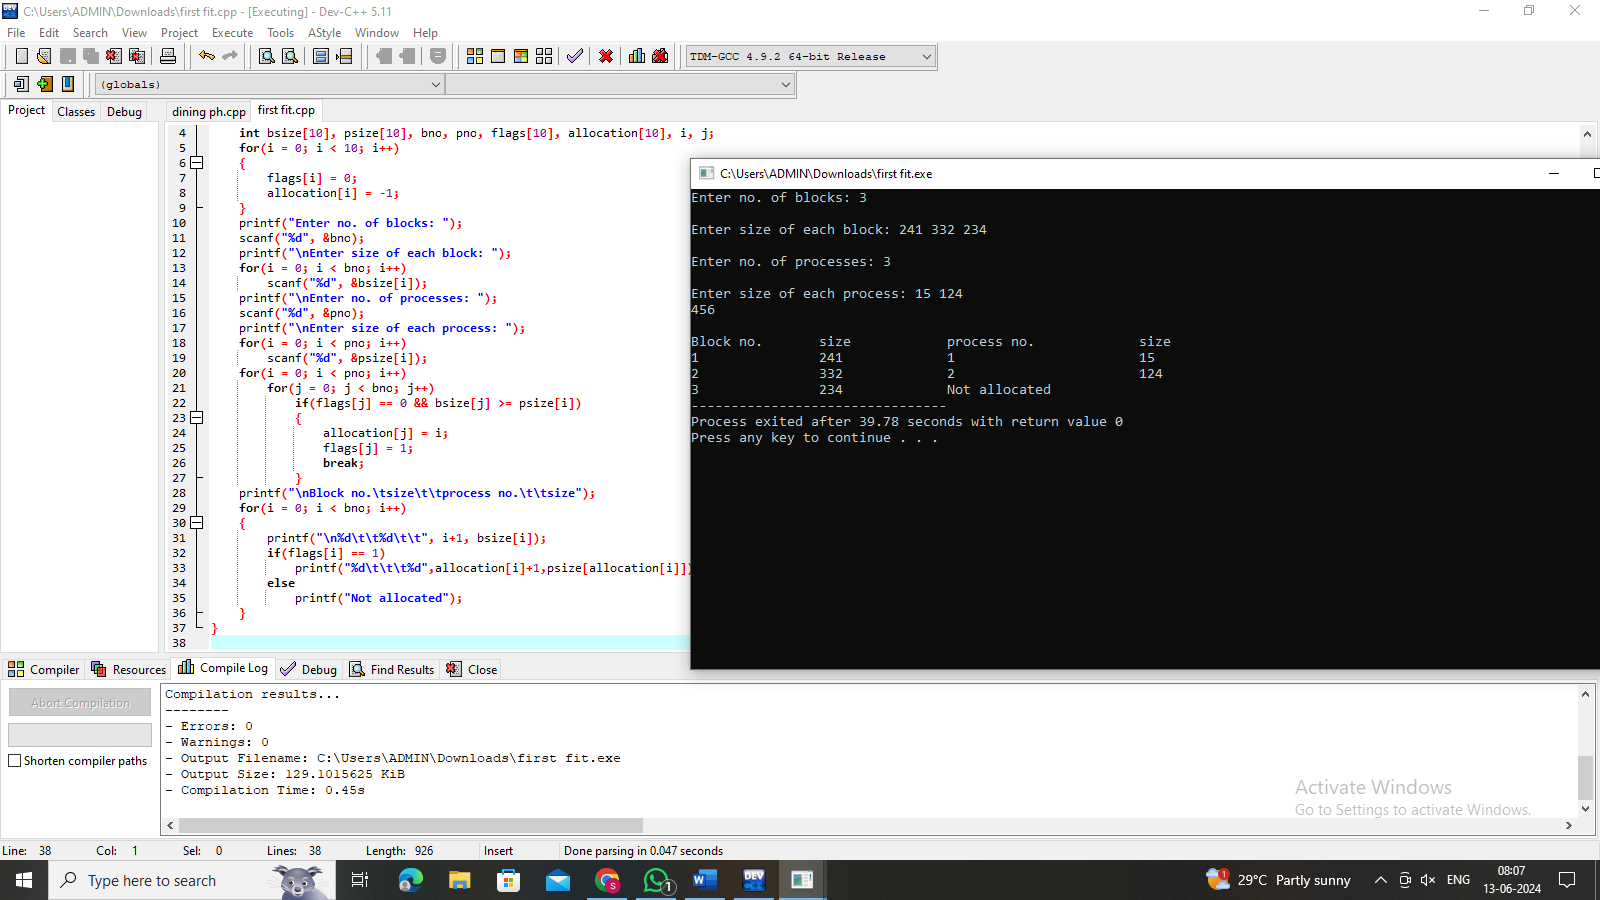 C:\Users\ADMIN\Downloads\first fit.cpp - [Executing] - Dev-C++ 5.11
File Edit Search View Project Execute Tools AStyle Window Help
TDM-GCC 4.9.2 64-bit Release
(globals)
Project Classes Debug
dining ph.cpp first fit.cpp
4 int bsize[10], psize[10], bno, pno, flags[10], allocation[10], i, j;
5 for(i = 0; i < 10; i++)
6 {
7 flags[i] = 0;
8 allocation[i] = -1;
9 }
10 printf("Enter no. of blocks: ");
11 scanf("%d", &bno);
12 printf("\nEnter size of each block: ");
13 for(i = 0; i < bno; i++)
14 scanf("%d", &bsize[i]);
15 printf("\nEnter no. of processes: ");
16 scanf("%d", &pno);
17 printf("\nEnter size of each process: ");
18 for(i = 0; i < pno; i++)
19 scanf("%d", &psize[i]);
20 for(i = 0; i < pno; i++)
21 for(j = 0; j < bno; j++)
22 if(flags[j] == 0 && bsize[j] >= psize[i])
23 {
24 allocation[j] = i;
25 flags[j] = 1;
26 break;
27 }
28 printf("\nBlock no.\tsize\t\tprocess no.\t\tsize");
29 for(i = 0; i < bno; i++)
30 {
31 printf("\n%d\t\t%d\t\t", i+1, bsize[i]);
32 if(flags[i] == 1)
33 printf("%d\t\t\t%d",allocation[i]+1,psize[allocation[i]])
34 else
35 printf("Not allocated");
36 }
37 }
38
C:\Users\ADMIN\Downloads\first fit.exe
Enter no. of blocks: 3
Enter size of each block: 241 332 234
Enter no. of processes: 3
Enter size of each process: 15 124
456
Block no. size process no. size
1 241 1 15
2 332 2 124
3 234 Not allocated
--------------------------------
Process exited after 39.78 seconds with return value 0
Press any key to continue . . .
Compiler Resources Compile Log Debug Find Results Close
Abort Compilation
Shorten compiler paths
Compilation results...
--------
- Errors: 0
- Warnings: 0
- Output Filename: C:\Users\ADMIN\Downloads\first fit.exe
- Output Size: 129.1015625 KiB
- Compilation Time: 0.45s
Activate Windows
Go to Settings to activate Windows.
Line: 38 Col: 1 Sel: 0 Lines: 38 Length: 926 Insert Done parsing in 0.047 seconds
Type here to search
S
1
W
DEV
1
29°C Partly sunny
ENG
08:07
13-06-2024